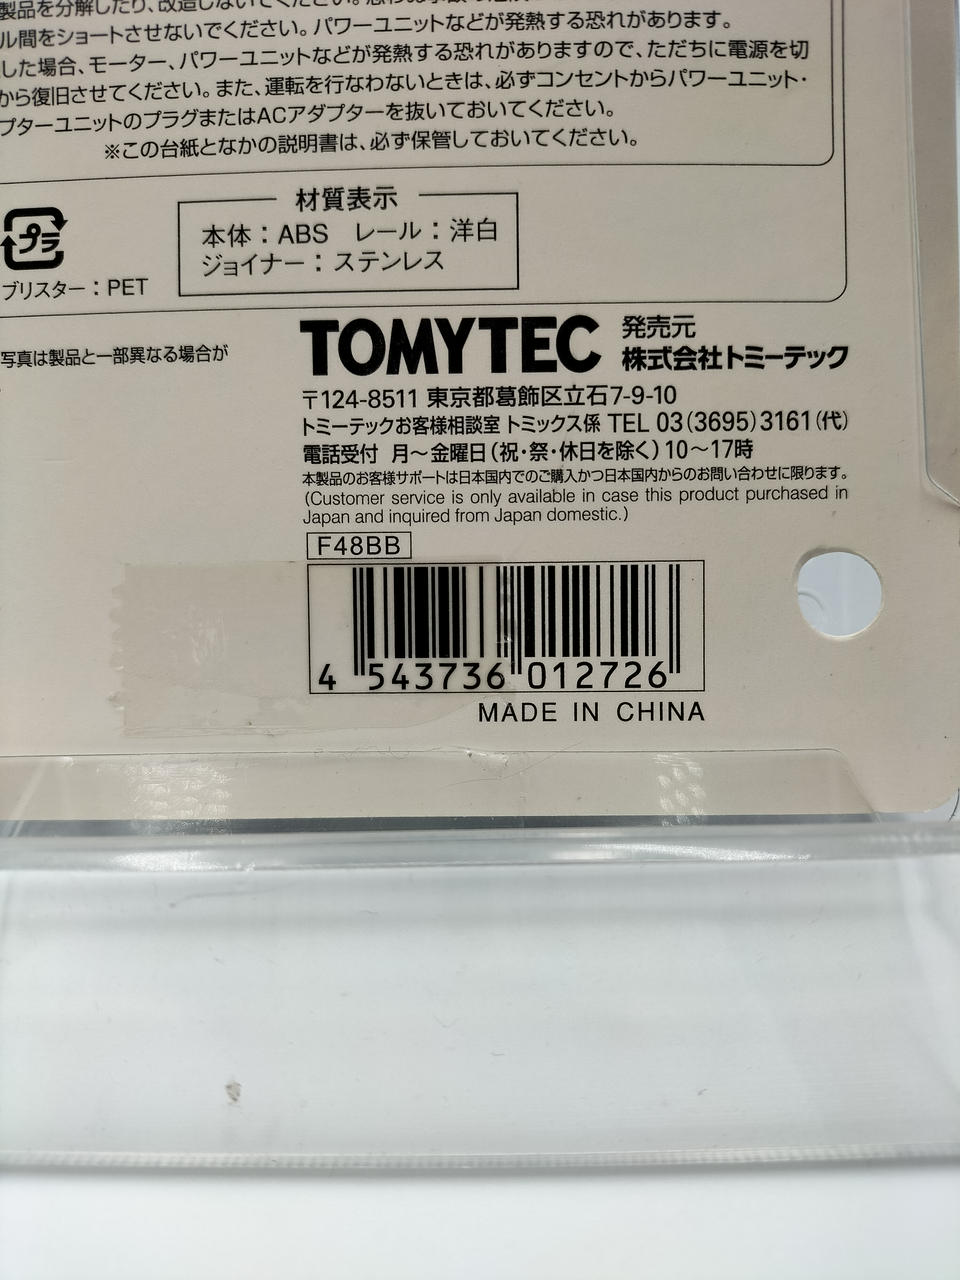 製品を分解したり、改造しないでください。
ル間をショートさせないでください。パワーユニットなどが発熱する恐れがあります。
した場合、モーター、パワーユニットなどが発熱する恐れがありますので、ただちに電源を切
から復旧させてください。また、運転を行なわないときは、必ずコンセントからパワーユニット・
プターユニットのプラグまたはACアダプターを抜いておいてください。
※この台紙となかの説明書は、必ず保管しておいてください。
材質表示
本体：ABS レール：洋白
ジョイナー：ステンレス
プラ
ブリスター：PET
写真は製品と一部異なる場合が
TOMYTEC 発売元
株式会社トミーテック
〒124-8511 東京都葛飾区立石7-9-10
トミーテックお客様相談室 トミックス係 TEL 03(3695)3161(代)
電話受付 月～金曜日(祝・祭・休日を除く)10～17時
本製品のお客様サポートは日本国内でのご購入かつ日本国内からのお問い合わせに限ります。
(Customer service is only available in case this product purchased in
Japan and inquired from Japan domestic.)
F48BB
4 543736 012726
MADE IN CHINA